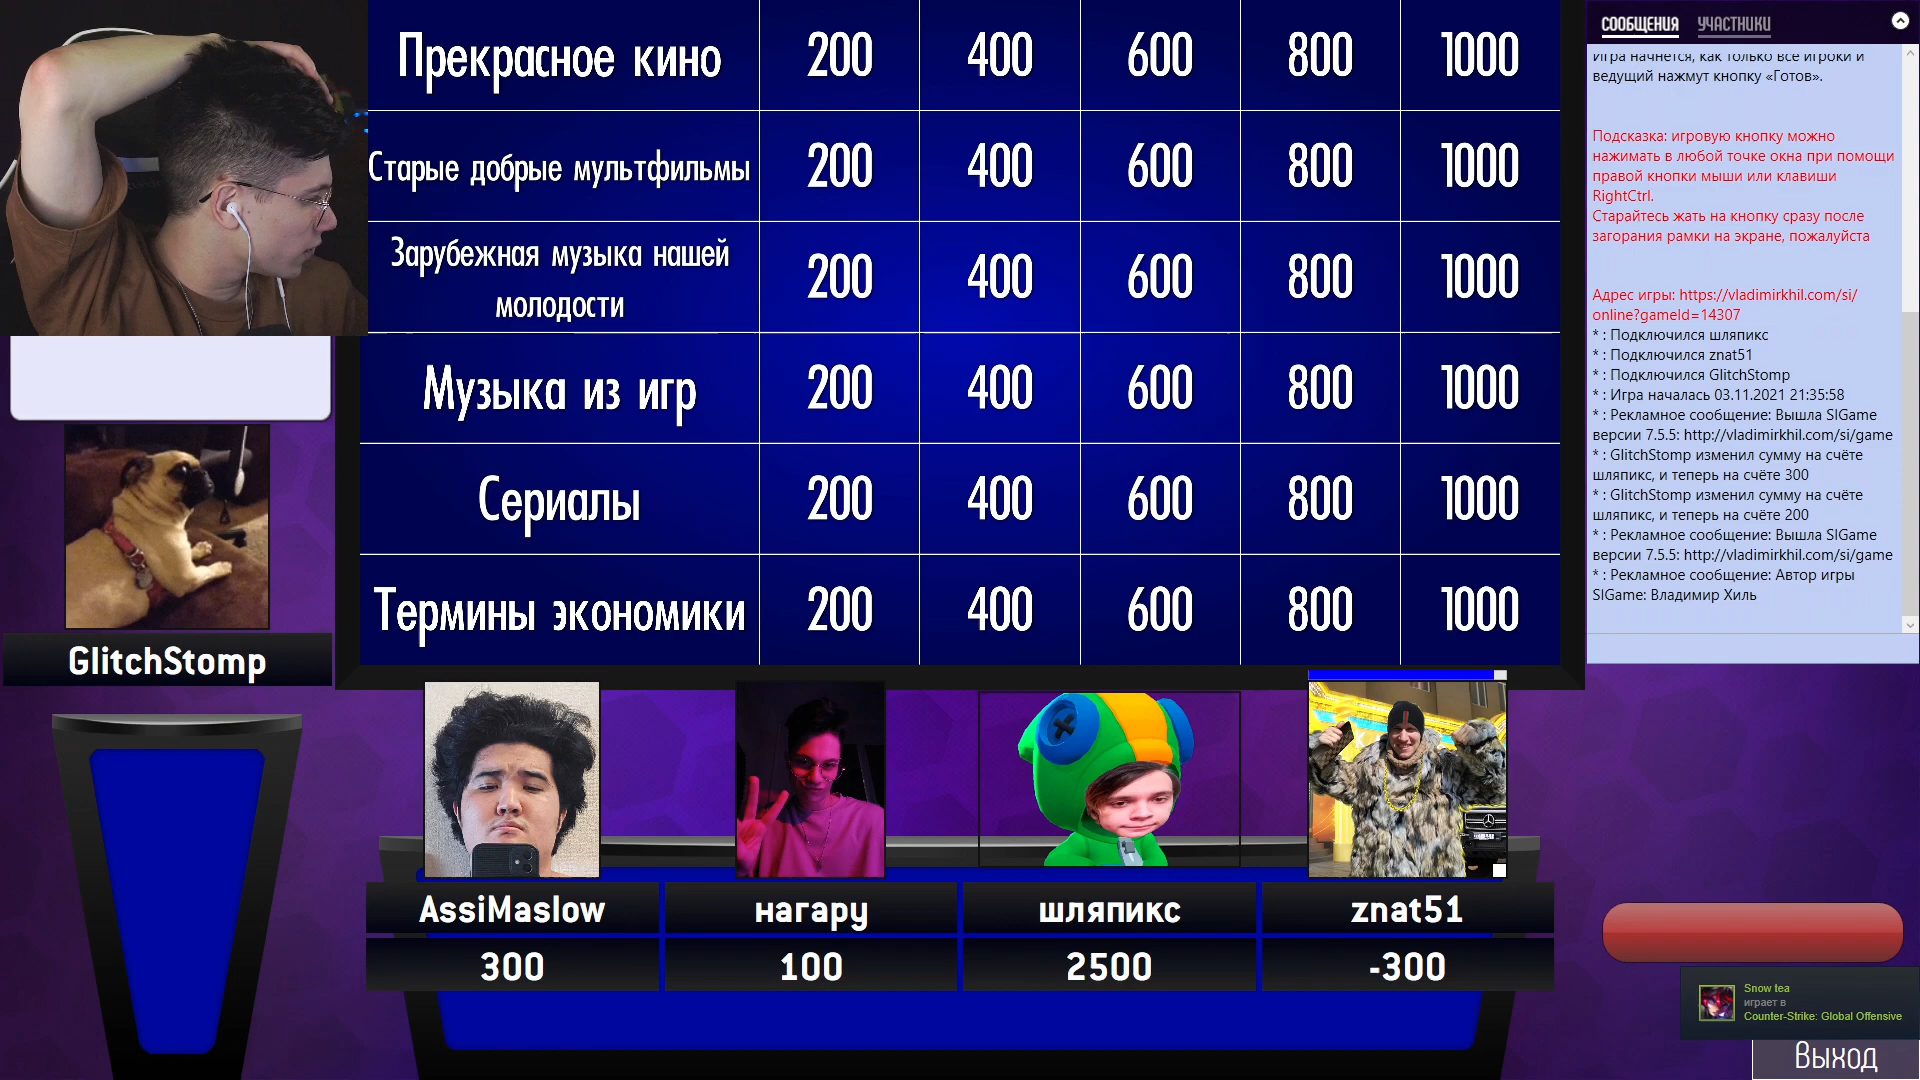 Прекрасное кино 200 400 600 800 1000
Старые добрые мультфильмы 200 400 600 800 1000
Зарубежная музыка нашей
молодости 200 400 600 800 1000
Музыка из игр 200 400 600 800 1000
Сериалы 200 400 600 800 1000
Термины экономики 200 400 600 800 1000
СООБЩЕНИЯ УЧАСТНИКИ
Игра начнется, как только все игроки и
ведущий нажмут кнопку «Готов».
Подсказка: игровую кнопку можно
нажимать в любой точке окна при помощи
правой кнопки мыши или клавиши
RightCtrl.
Старайтесь жать на кнопку сразу после
загорания рамки на экране, пожалуйста
Адрес игры: https://vladimirkhil.com/si/
online?gameId=14307
* : Подключился шляпикс
* : Подключился znat51
* : Подключился GlitchStomp
* : Игра началась 03.11.2021 21:35:58
* : Рекламное сообщение: Вышла SIGame
версии 7.5.5: http://vladimirkhil.com/si/game
* : GlitchStomp изменил сумму на счёте
шляпикс, и теперь на счёте 300
* : GlitchStomp изменил сумму на счёте
шляпикс, и теперь на счёте 200
* : Рекламное сообщение: Вышла SIGame
версии 7.5.5: http://vladimirkhil.com/si/game
* : Рекламное сообщение: Автор игры
SIGame: Владимир Хиль
GlitchStomp
AssiMaslow нагару шляпикс znat51
300 100 2500 -300
Snow tea
играет в
Counter-Strike: Global Offensive
Выход